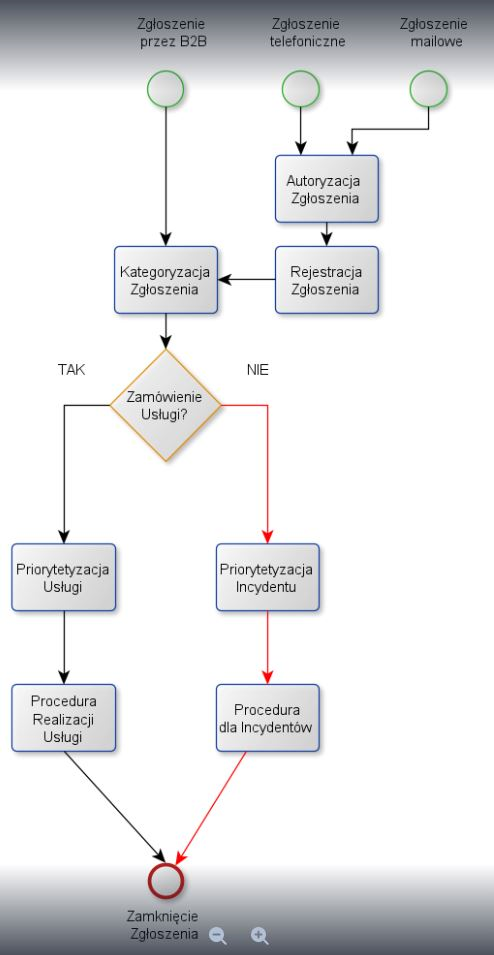 Zgłoszenie
przez B2B
Zgłoszenie
telefoniczne
Zgłoszenie
mailowe
Autoryzacja
Zgłoszenia
Kategoryzacja
Zgłoszenia
Rejestracja
Zgłoszenia
TAK
NIE
Zamówienie
Usługi?
Priorytetyzacja
Usługi
Priorytetyzacja
Incydentu
Procedura
Realizacji
Usługi
Procedura
dla Incydentów
Zamknięcie
Zgłoszenia